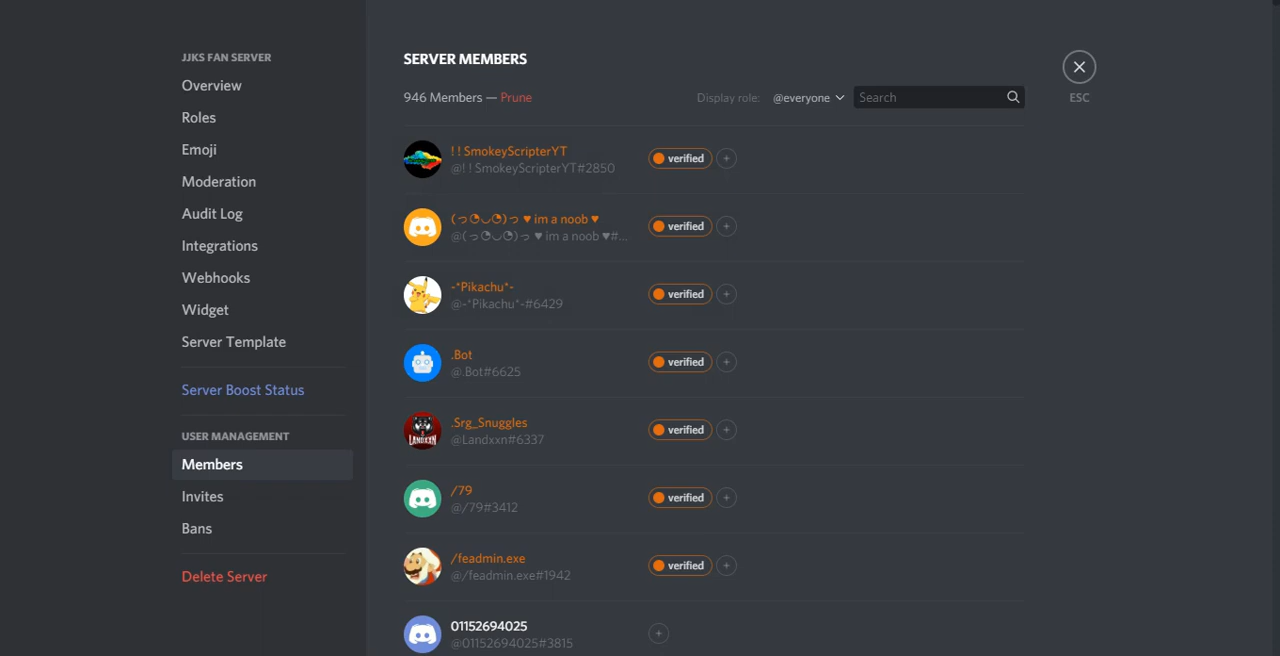 JJKS FAN SERVER
Overview
Roles
Emoji
Moderation
Audit Log
Integrations
Webhooks
Widget
Server Template
Server Boost Status
USER MANAGEMENT
Members
Invites
Bans
Delete Server
SERVER MEMBERS
946 Members — Prune
Display role: @everyone
Search
ESC
! ! SmokeyScripterYT
@! ! SmokeyScripterYT#2850
verified +
(っ◔◡◔)っ ♥ im a noob ♥
@(っ◔◡◔)っ ♥ im a noob ♥#...
verified +
-*Pikachu*-
@-*Pikachu*-#6429
verified +
.Bot
@.Bot#6625
verified +
.Srg_Snuggles
@Landxxn#6337
LANDXXN
verified +
/79
@/79#3412
verified +
/feadmin.exe
@/feadmin.exe#1942
verified +
01152694025
@01152694025#3815
+